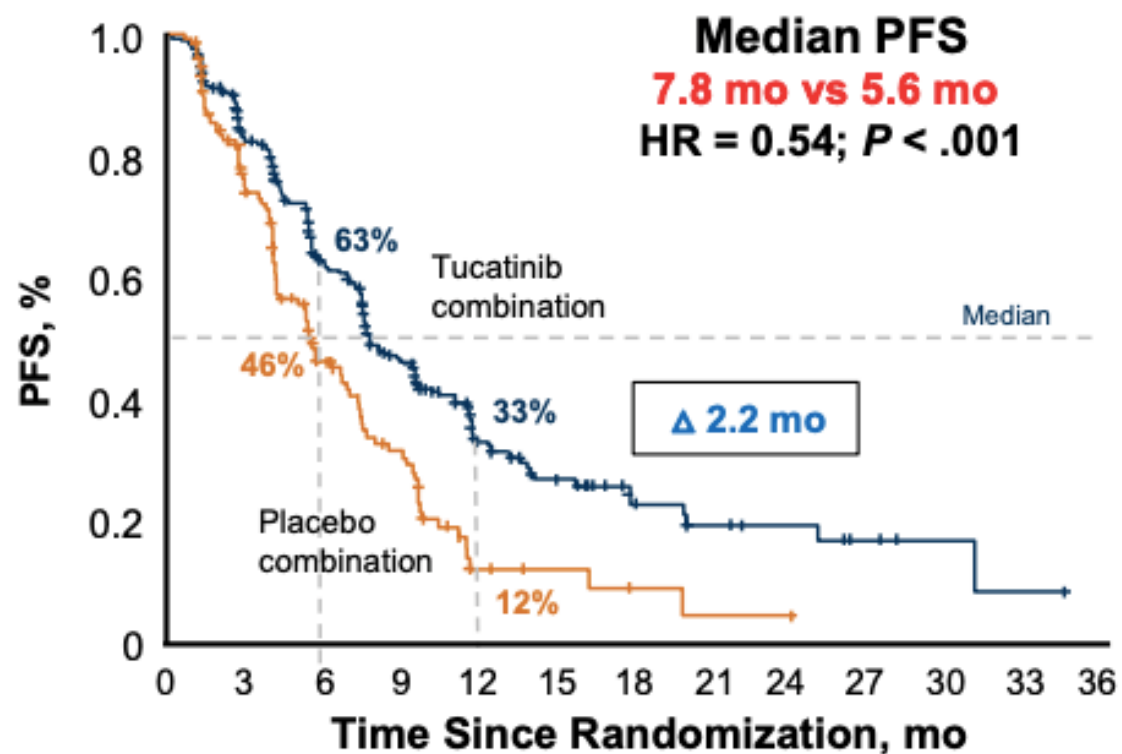 Median PFS
7.8 mo vs 5.6 mo
HR = 0.54; P < .001
PFS, %
1.0
0.8
0.6
0.4
0.2
0
63%
Tucatinib
combination
Median
46%
33%
Δ 2.2 mo
Placebo
combination
12%
0 3 6 9 12 15 18 21 24 27 30 33 36
Time Since Randomization, mo